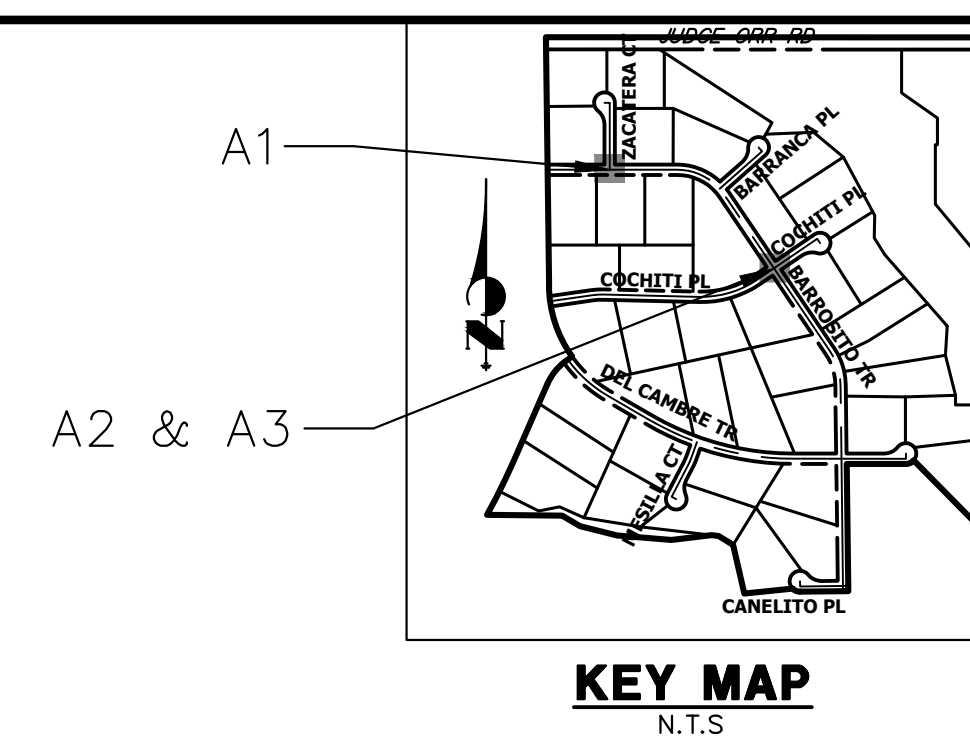 JUDGE ORR RD
ZACATERA CT
A1
BARRANCA PL
COCHITI PL
COCHITI PL
BARROSITO TR
N
DEL CAMBRE TR
A2 & A3
MESILLA CT
CANELITO PL
KEY MAP
N.T.S